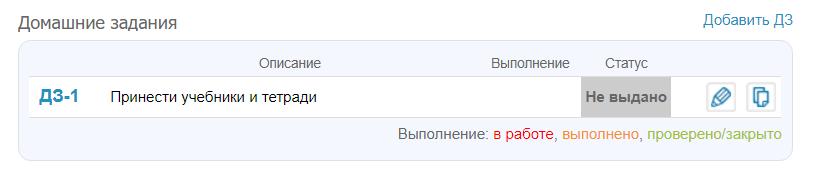 Домашние задания
Добавить ДЗ
Описание Выполнение Статус
ДЗ-1 Принести учебники и тетради Не выдано
Выполнение: в работе, выполнено, проверено/закрыто